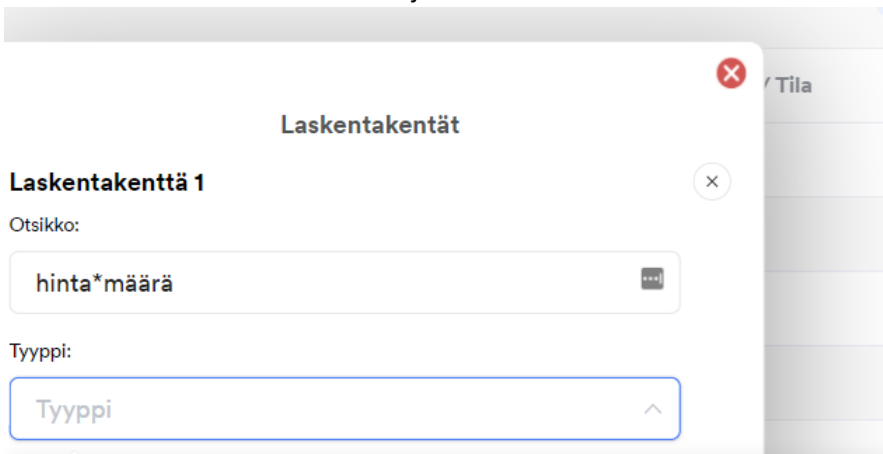 / Tila
Laskentakentät
Laskentakenttä 1
Otsikko:
hinta*määrä
Tyyppi:
Tyyppi